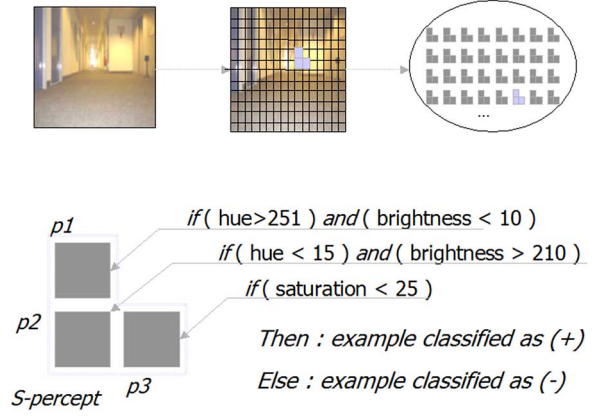 ...
p1
if ( hue>251 ) and ( brightness < 10 )
if ( hue < 15 ) and ( brightness > 210 )
if ( saturation < 25 )
p2
Then : example classified as (+)
p3
Else : example classified as (-)
S-percept